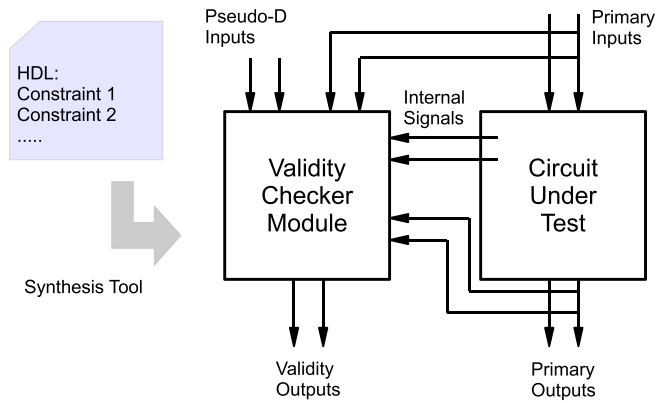 Pseudo-D
Inputs
Primary
Inputs
HDL:
Constraint 1
Constraint 2
.....
Internal
Signals
Validity
Checker
Module
Circuit
Under
Test
Synthesis Tool
Validity
Outputs
Primary
Outputs